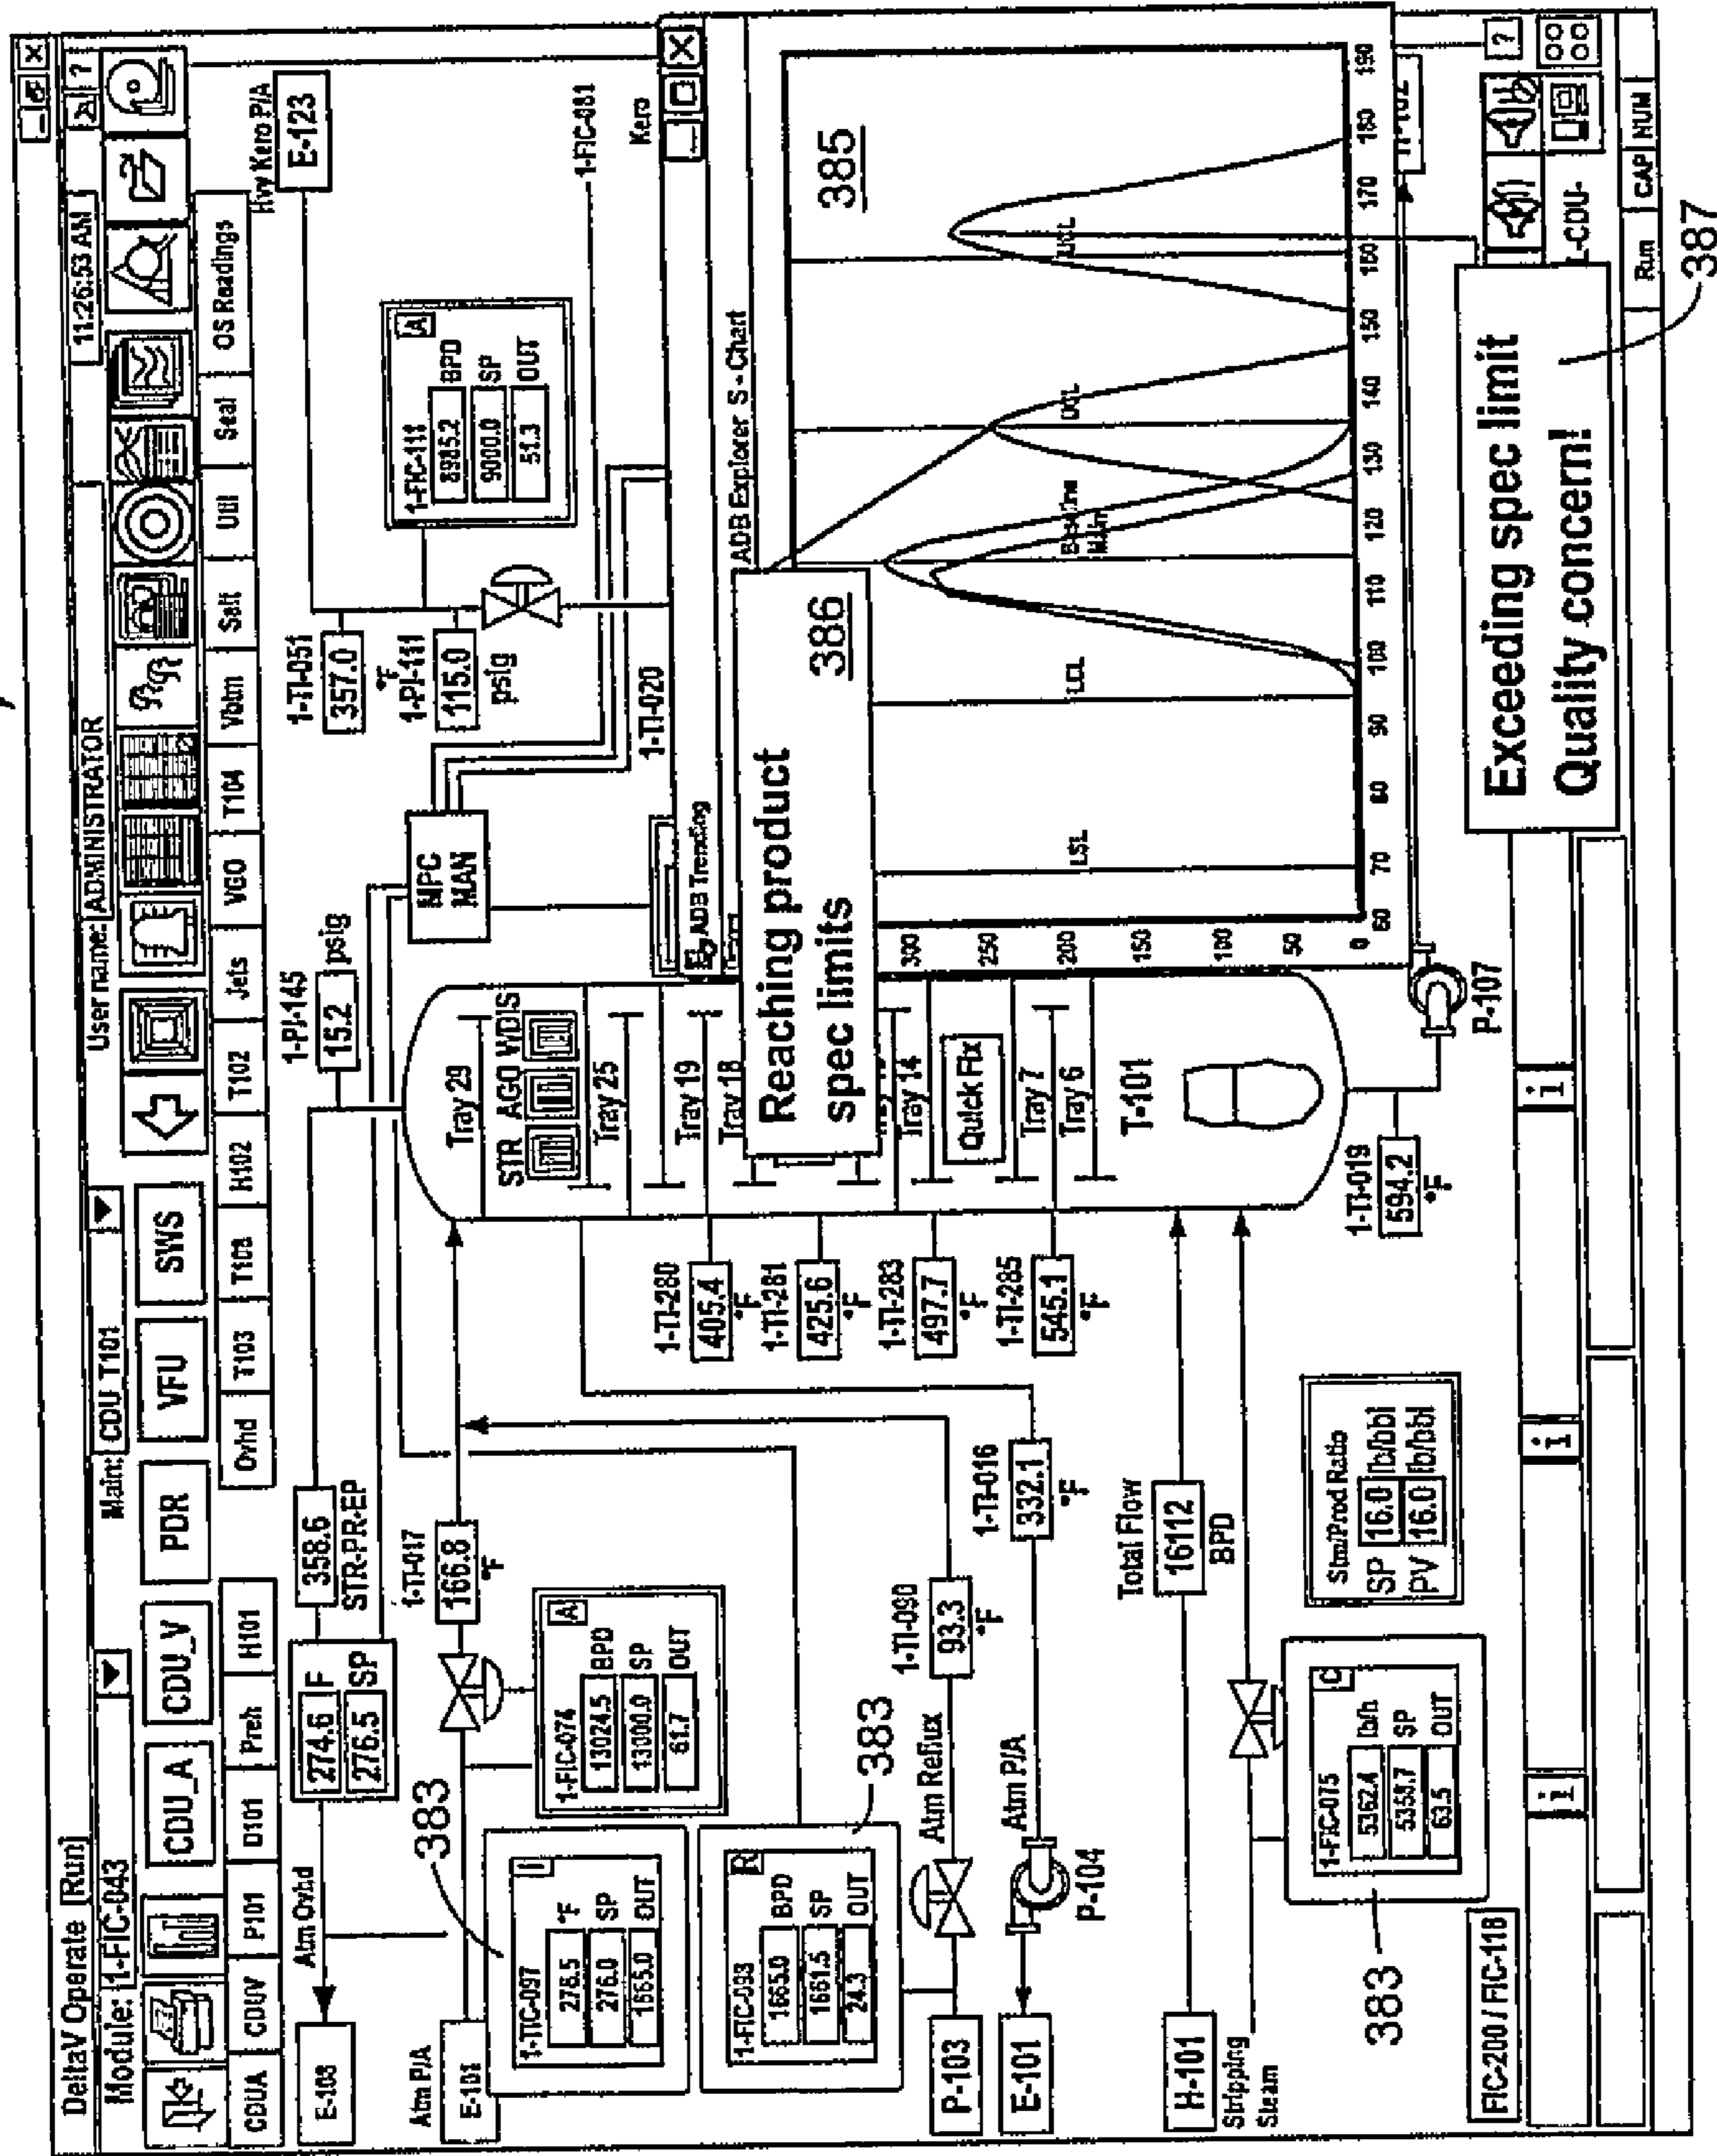 DeltaV Operate [Run]
Module: 1-FIC-043
Main: CDU_T101
User name: ADMINISTRATOR
11:26:53 AM
?
CDU_A
CDU_V
PDR
VFU
SWS
CDUA
CDUV
P101
D101
Preh
H101
Ovhd
T103
T10a
H102
T102
Jets
VGO
T104
Vbtm
Salt
Util
Seal
OS Readings
Atm Ovhd
274.6 F
276.5 SP
358.6
STR-PR-EP
1-PI-145
15.2 psig
1-TI-051
357.0
°F
1-PI-111
115.0
psig
Hvy Kero P/A
E-123
Atm P/A
E-101
383
1-TI-017
166.8
°F
MPC
MAN
1-FIC-111
A
8985.2 BPD
9000.0 SP
51.3 OUT
1-FIC-081
1-TIC-097
I
276.5 °F
276.0 SP
1665.0 OUT
1-FIC-074
A
13024.5 BPD
13000.0 SP
61.7 OUT
1-TI-020
Kero
Tray 29
STR AGO WDIS
Tray 25
Tray 19
Tray 18
Tray 14
Quick Fix
Tray 7
Tray 6
T-101
1-TI-280
405.4
°F
1-TI-281
425.6
°F
1-TI-283
497.7
°F
1-TI-285
545.1
°F
1-FIC-093
R
1665.0 BPD
1661.5 SP
24.3 OUT
383
Atm Reflux
1-TI-090
93.3
°F
P-103
Atm P/A
1-TI-016
332.1
°F
E-101
P-104
ADB Trending
ADB Explorer S - Chart
Reaching product
spec limits
386
385
LSL
LCL
Baseline
Main
UCL
300
250
200
150
100
50
0
60 70 80 90 100 110 120 130 140 150 160 170 180 190
Total Flow
16112
BPD
H-101
Stripping
Steam
1-FIC-075
C
5362.4 lb/h
SP
63.5 OUT
383
Stm/Prod Ratio
SP 16.0 lb/bbl
PV 16.0 lb/bbl
1-TI-019
594.2
°F
P-107
Exceeding spec limit
Quality concern!
387
?
FIC-200 / FIC-118
i
i
i
Run
CAP
NUM